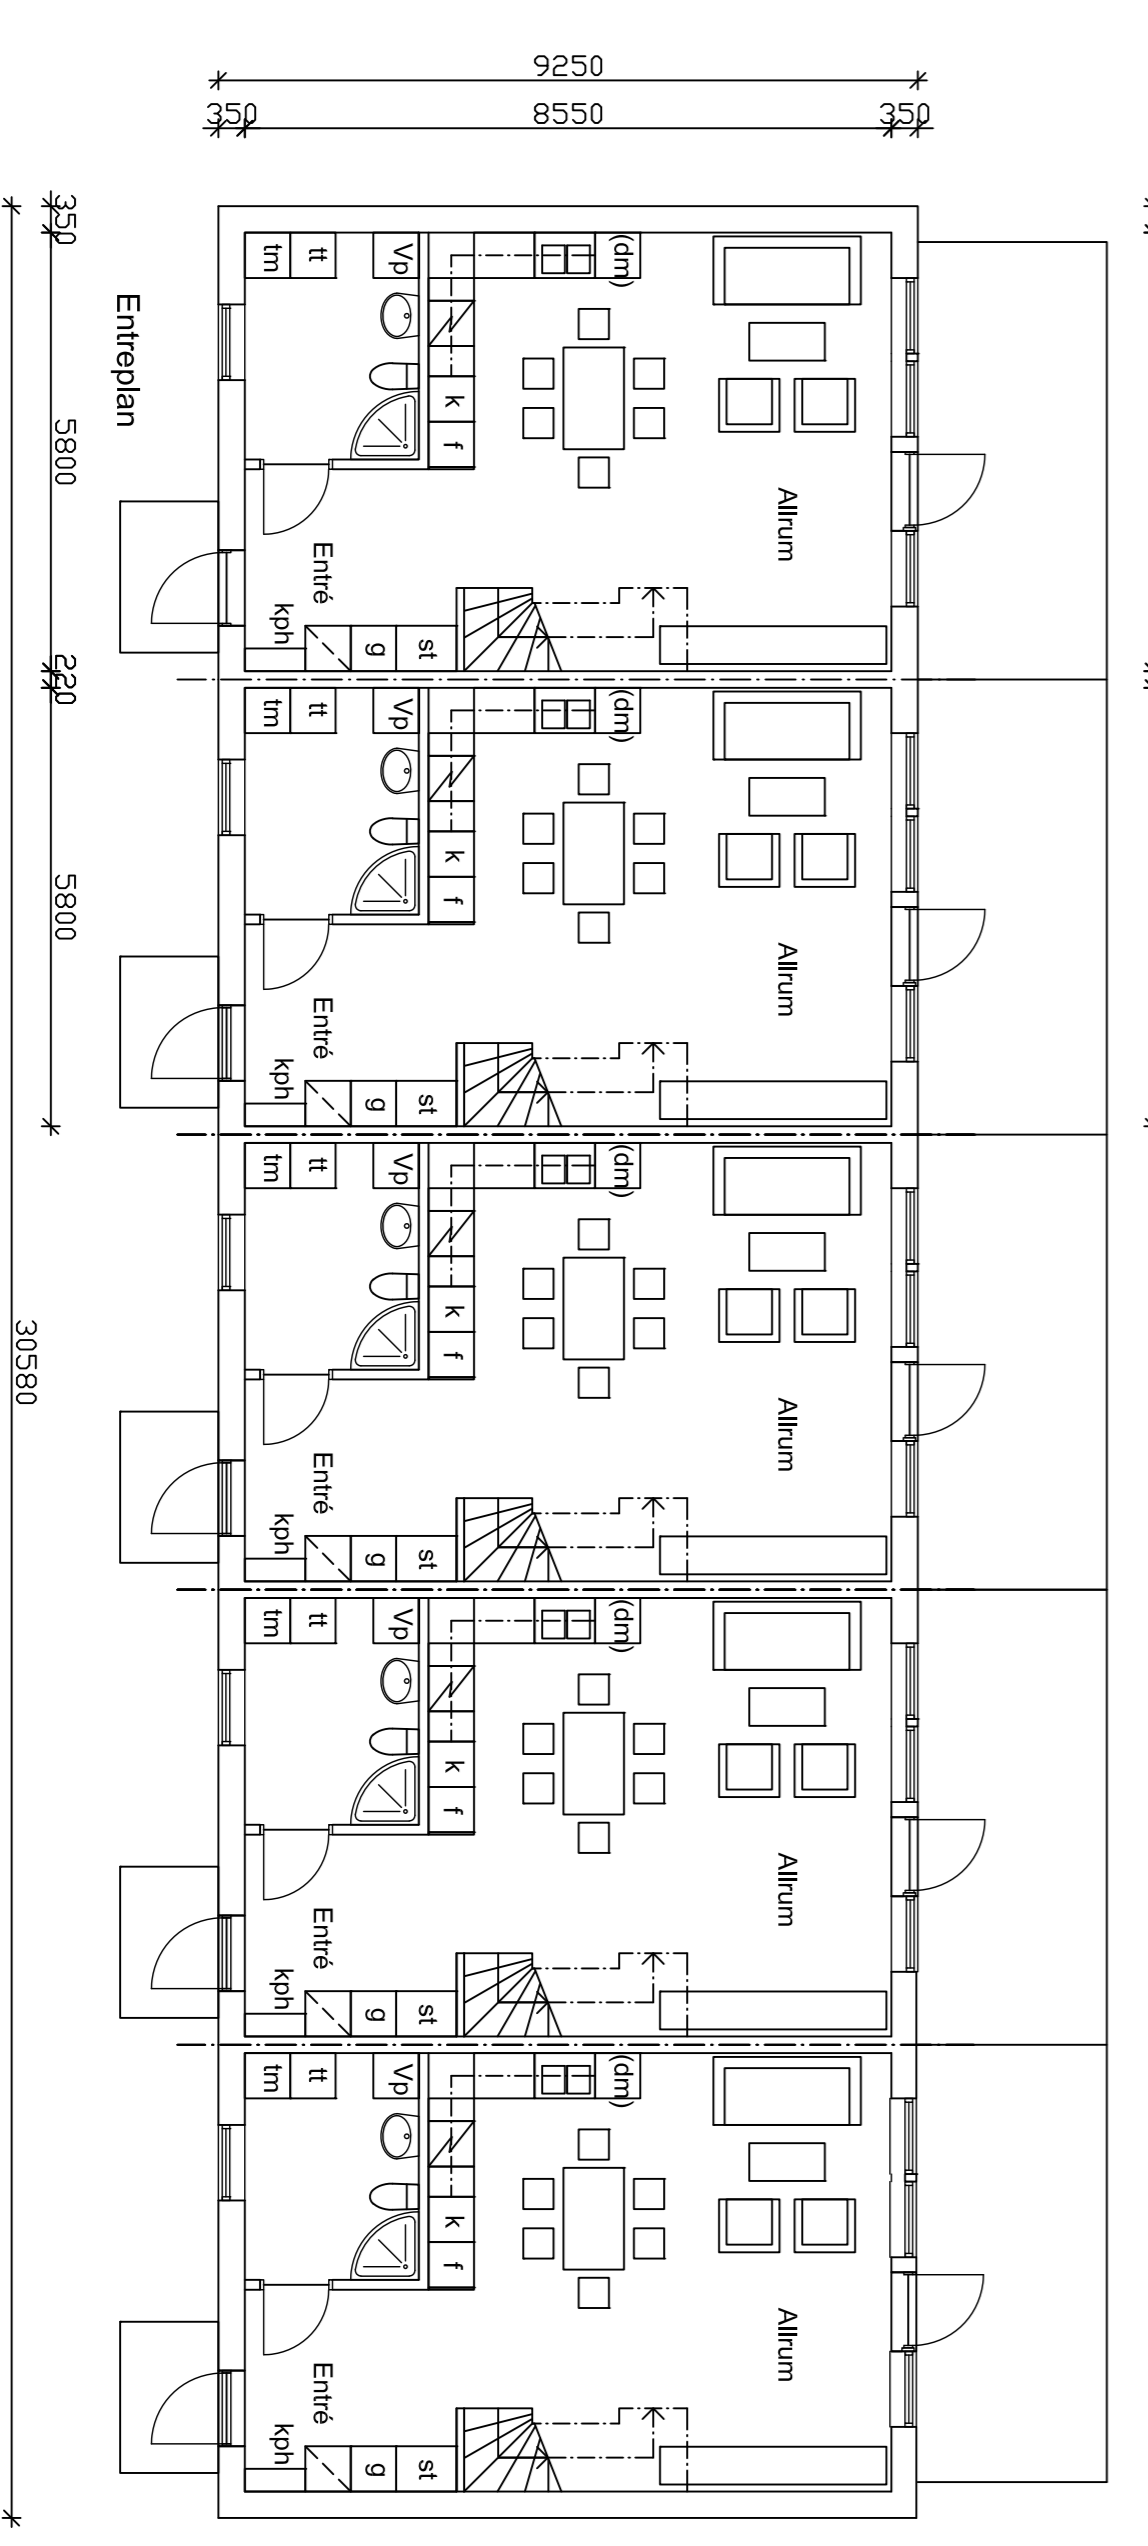 9250
350
8550
350
350
5800
220
5800
30580
Entreplan
tm
tt
Vp
(dm)
k
f
Allrum
Entré
kph
g
st
tm
tt
Vp
(dm)
k
f
Allrum
Entré
kph
g
st
tm
tt
Vp
(dm)
k
f
Allrum
Entré
kph
g
st
tm
tt
Vp
(dm)
k
f
Allrum
Entré
kph
g
st
tm
tt
Vp
(dm)
k
f
Allrum
Entré
kph
g
st